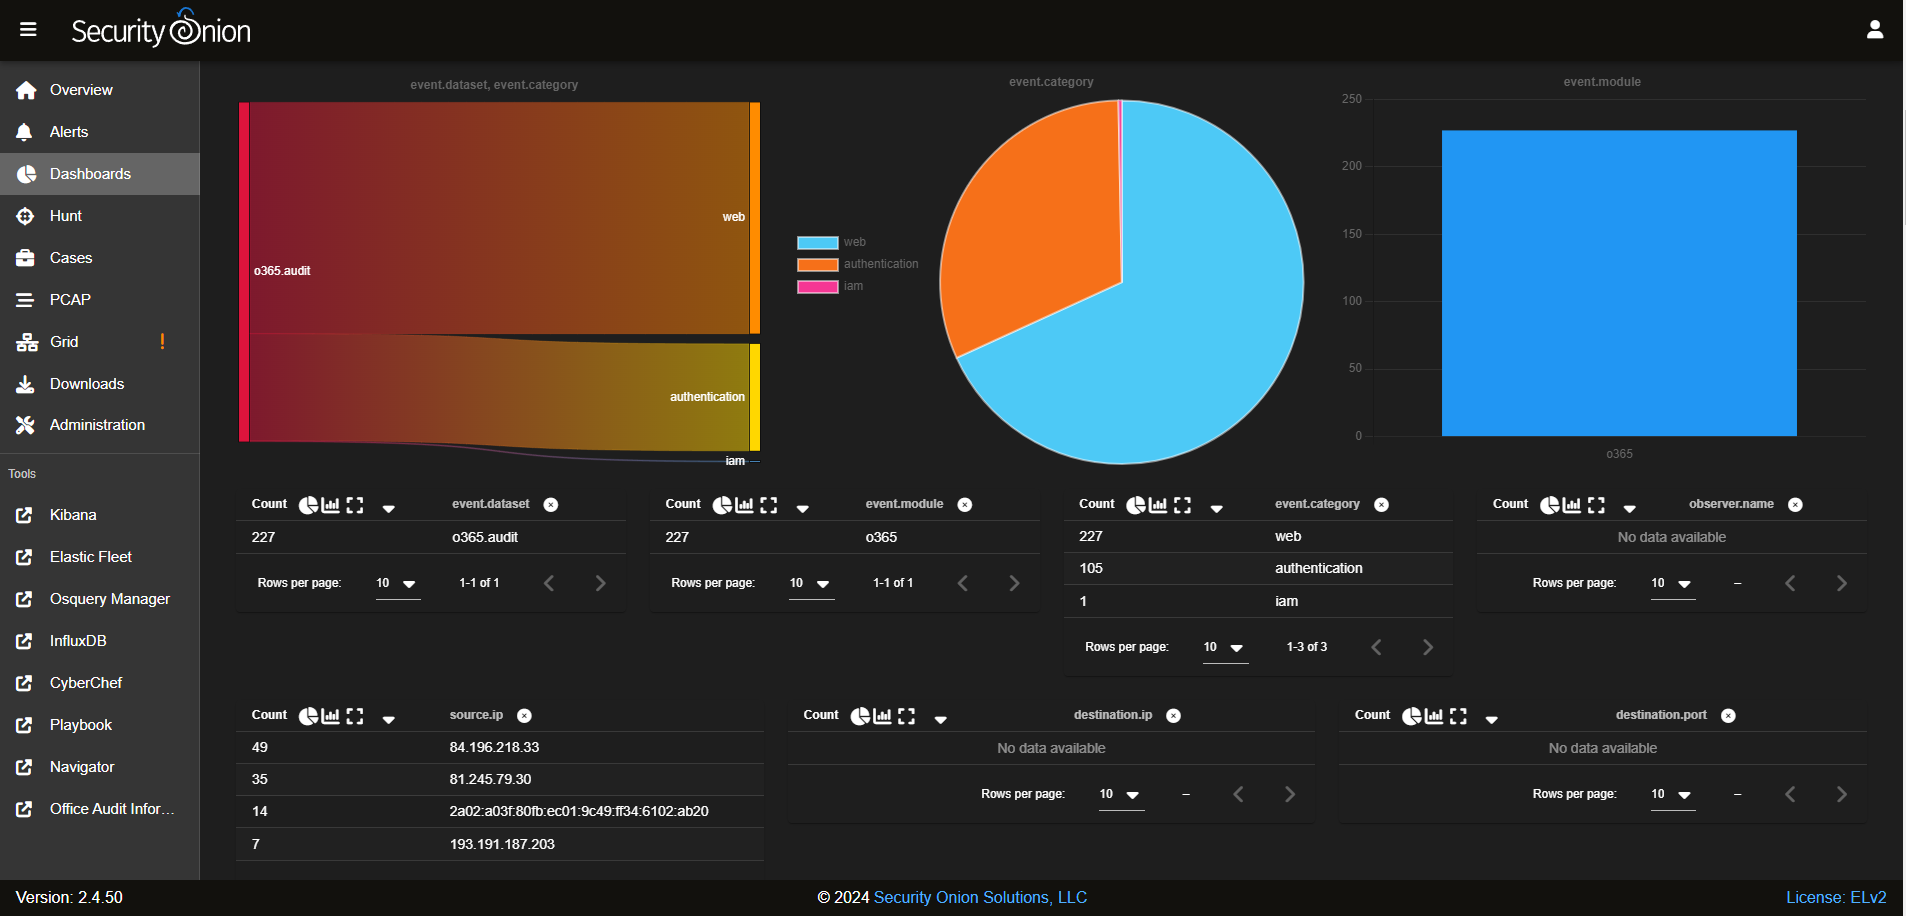 Security Onion
Overview
Alerts
Dashboards
Hunt
Cases
PCAP
Grid !
Downloads
Administration
Tools
Kibana
Elastic Fleet
Osquery Manager
InfluxDB
CyberChef
Playbook
Navigator
Office Audit Infor...
event.dataset, event.category
o365.audit
web
authentication
iam
event.category
web
authentication
iam
event.module
250
200
150
100
50
0
o365
Count event.dataset
227 o365.audit
Rows per page: 10 1-1 of 1
Count event.module
227 o365
Rows per page: 10 1-1 of 1
Count event.category
227 web
105 authentication
1 iam
Rows per page: 10 1-3 of 3
Count observer.name
No data available
Rows per page: 10 –
Count source.ip
49 84.196.218.33
35 81.245.79.30
14 2a02:a03f:80fb:ec01:9c49:ff34:6102:ab20
7 193.191.187.203
Count destination.ip
No data available
Rows per page: 10 –
Count destination.port
No data available
Rows per page: 10 –
Version: 2.4.50
© 2024 Security Onion Solutions, LLC
License: ELv2